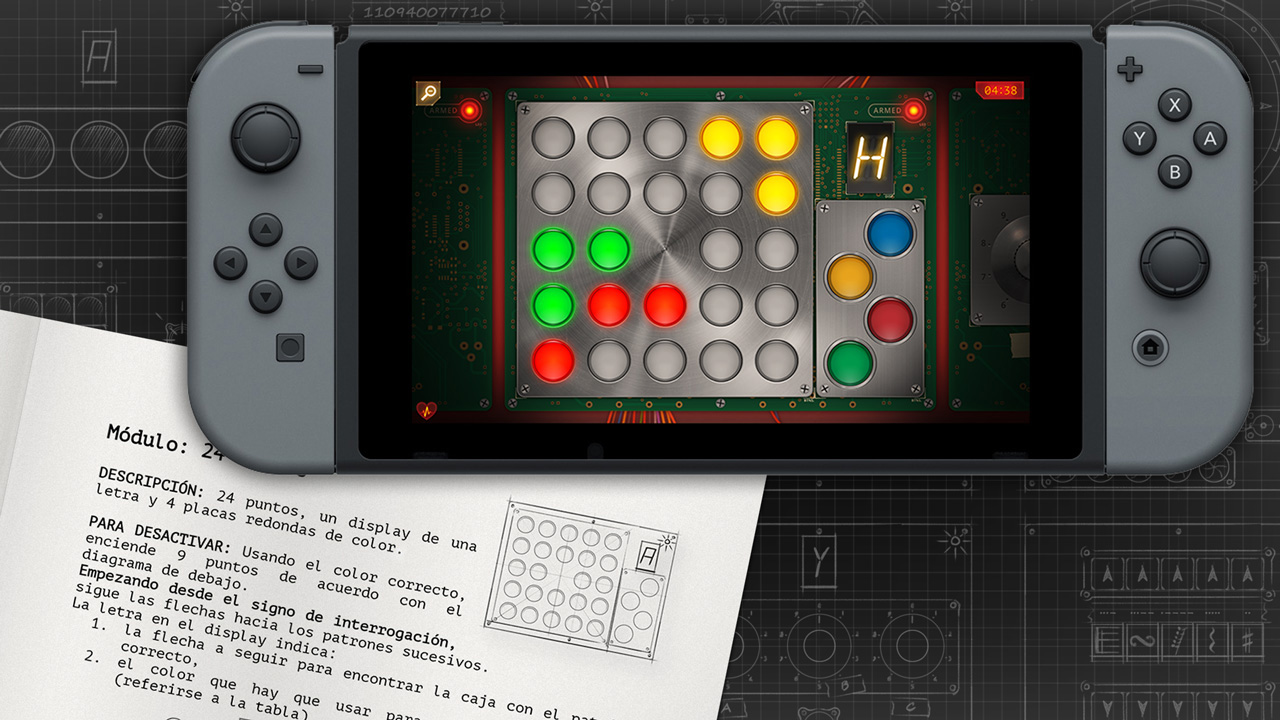 110940077710
A
ARMED
04:38
ARMED
H
X
Y
A
B
Módulo: 24
DESCRIPCIÓN: 24 puntos, un display de una
letra y 4 placas redondas de color.
PARA DESACTIVAR: Usando el color correcto,
enciende 9 puntos de acuerdo con el
diagrama de debajo.
Empezando desde el signo de interrogación,
sigue las flechas hacia los patrones sucesivos.
La letra en el display indica:
1. la flecha a seguir para encontrar la caja con el
correcto,
2. el color que hay que usar para
(referirse a la tabla)
A
Y
B
A
C